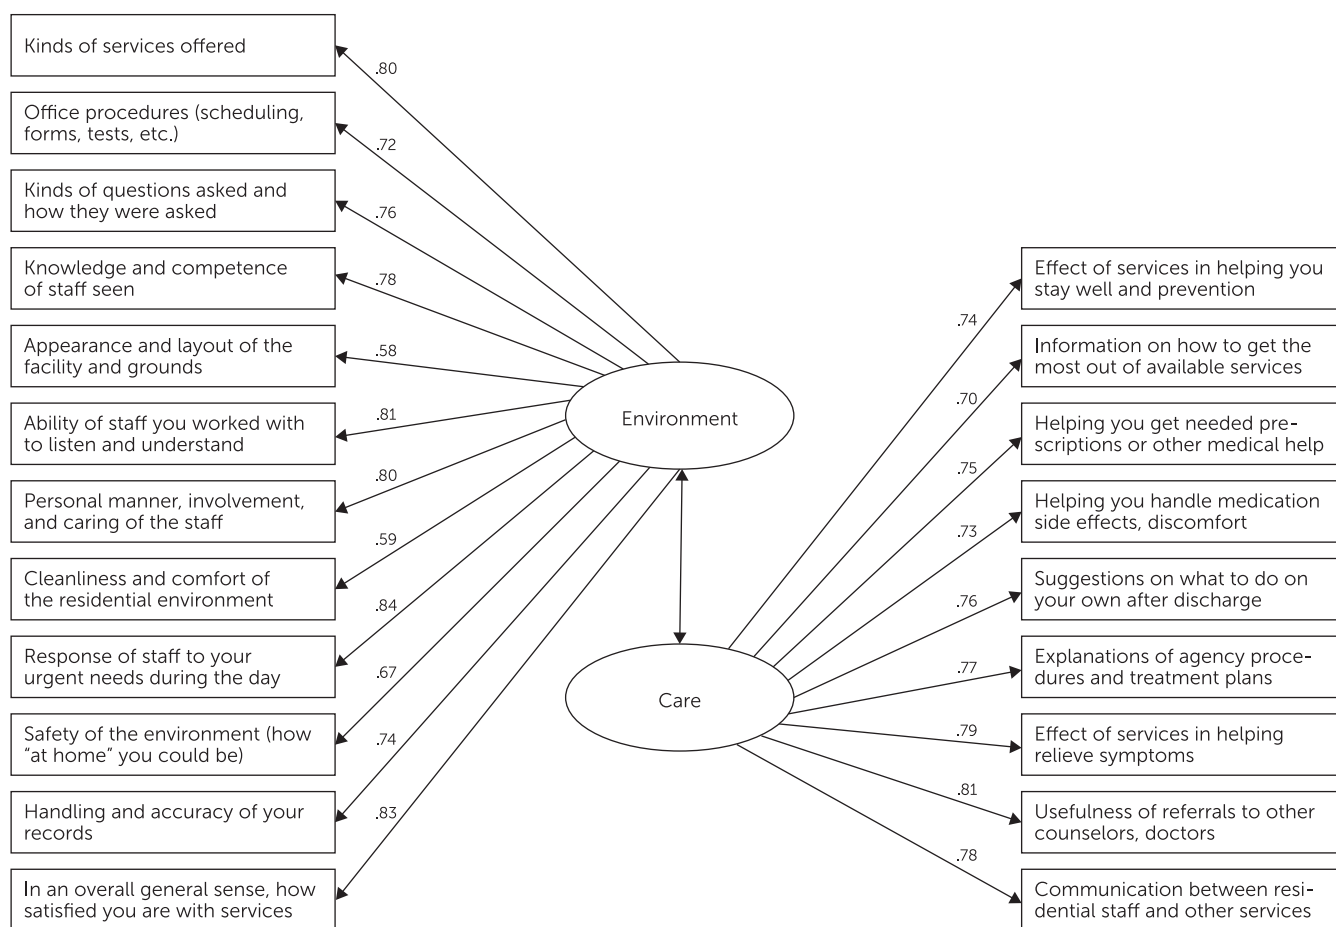 Kinds of services offered
.80
Office procedures (scheduling,
forms, tests, etc.)
.72
Kinds of questions asked and
how they were asked
.76
Knowledge and competence
of staff seen
.78
Appearance and layout of the
facility and grounds
.58
Ability of staff you worked with
to listen and understand
.81
Personal manner, involvement,
and caring of the staff
.80
Cleanliness and comfort of
the residential environment
.59
Response of staff to your
urgent needs during the day
.84
Safety of the environment (how
“at home” you could be)
.67
Handling and accuracy of your
records
.74
In an overall general sense, how
satisfied you are with services
.83
Environment
Care
Effect of services in helping you
stay well and prevention
.74
Information on how to get the
most out of available services
.70
Helping you get needed pre-
scriptions or other medical help
.75
Helping you handle medication
side effects, discomfort
.73
Suggestions on what to do on
your own after discharge
.76
Explanations of agency proce-
dures and treatment plans
.77
Effect of services in helping
relieve symptoms
.79
Usefulness of referrals to other
counselors, doctors
.81
Communication between resi-
dential staff and other services
.78